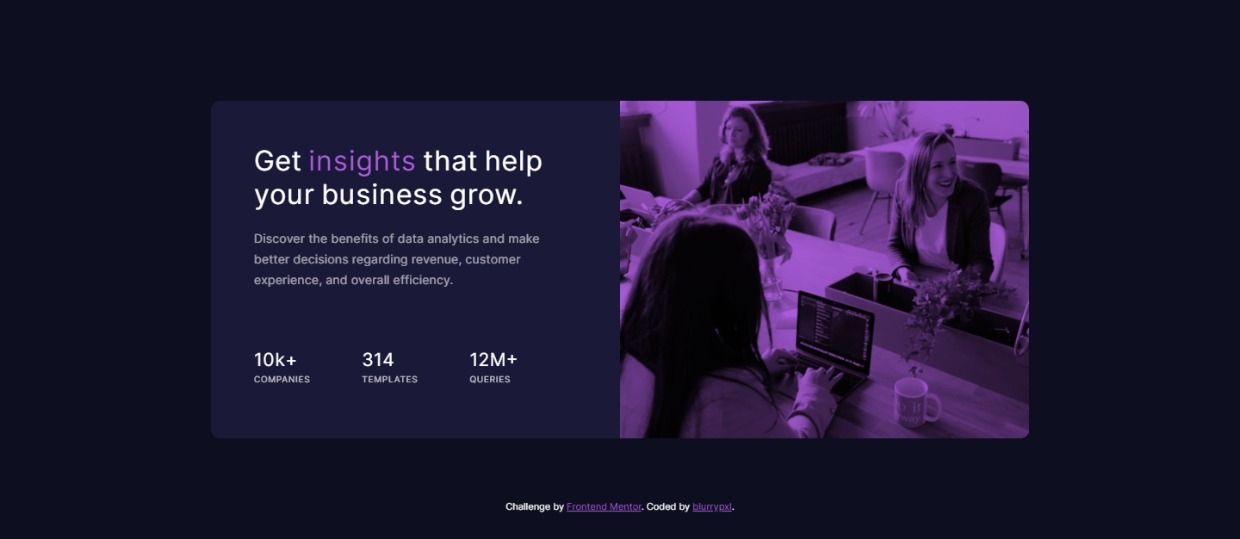 Get insights that help
your business grow.
Discover the benefits of data analytics and make
better decisions regarding revenue, customer
experience, and overall efficiency.
10k+ 314 12M+
COMPANIES TEMPLATES QUERIES
Challenge by Frontend Mentor. Coded by blurrypxl.